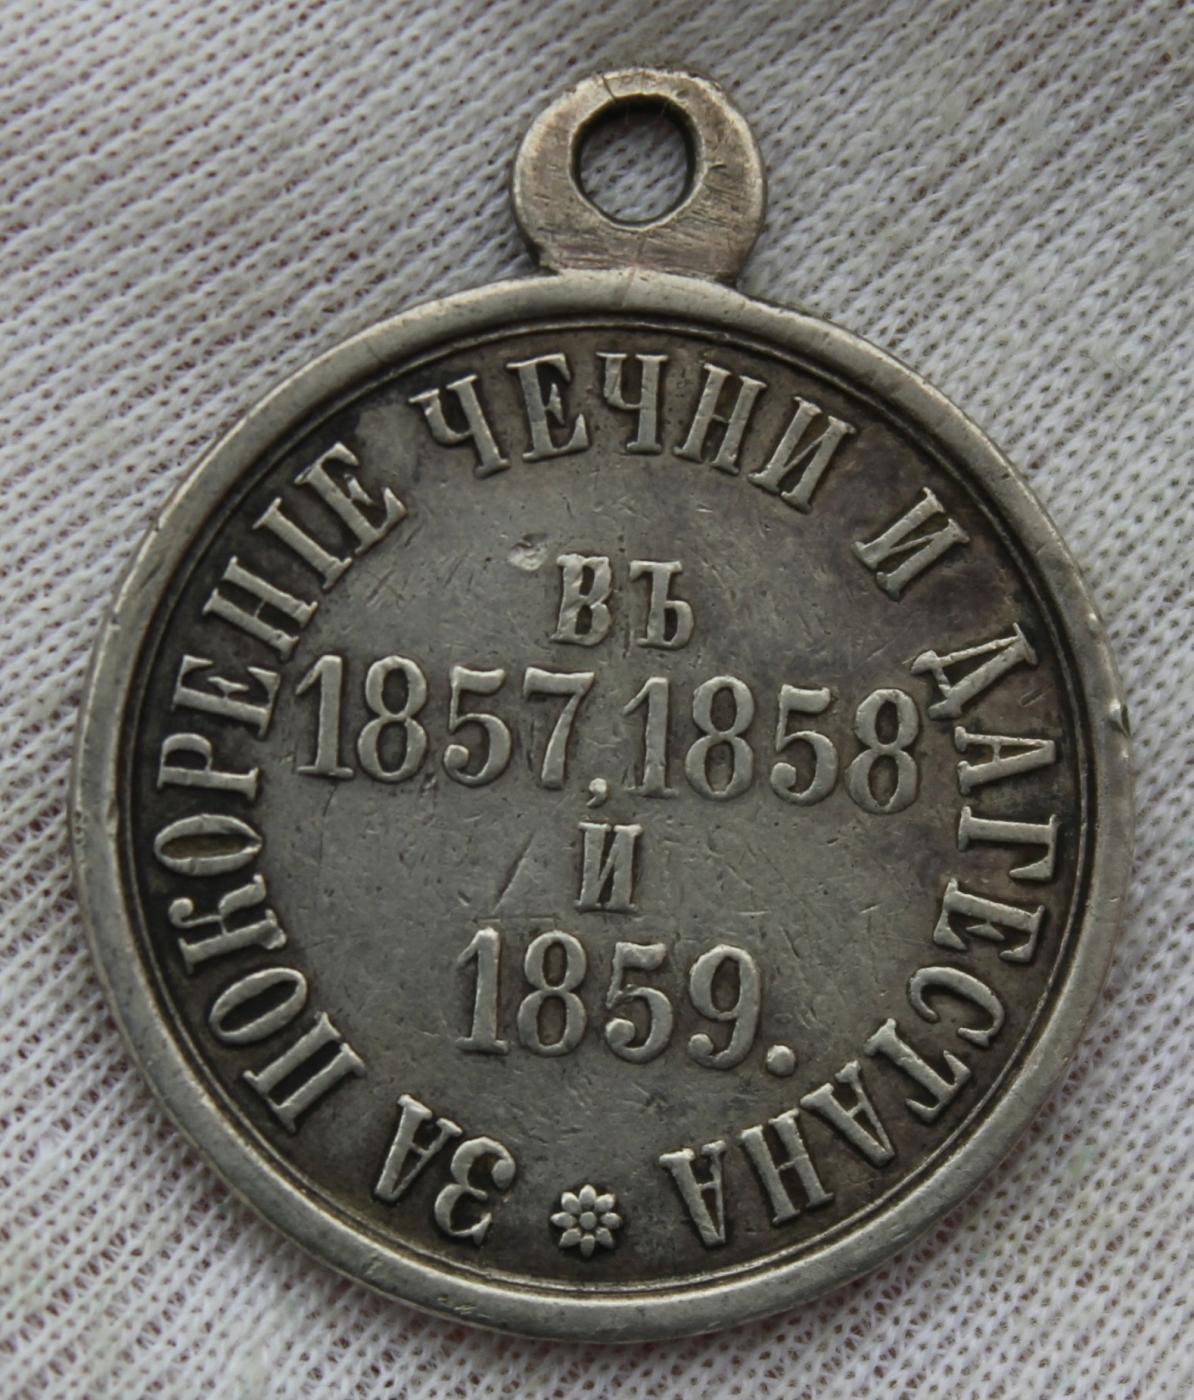 ЗА ПОКОРЕНІЕ ЧЕЧНИ И ДАГЕСТАНА
ВЪ
1857, 1858
И
1859.